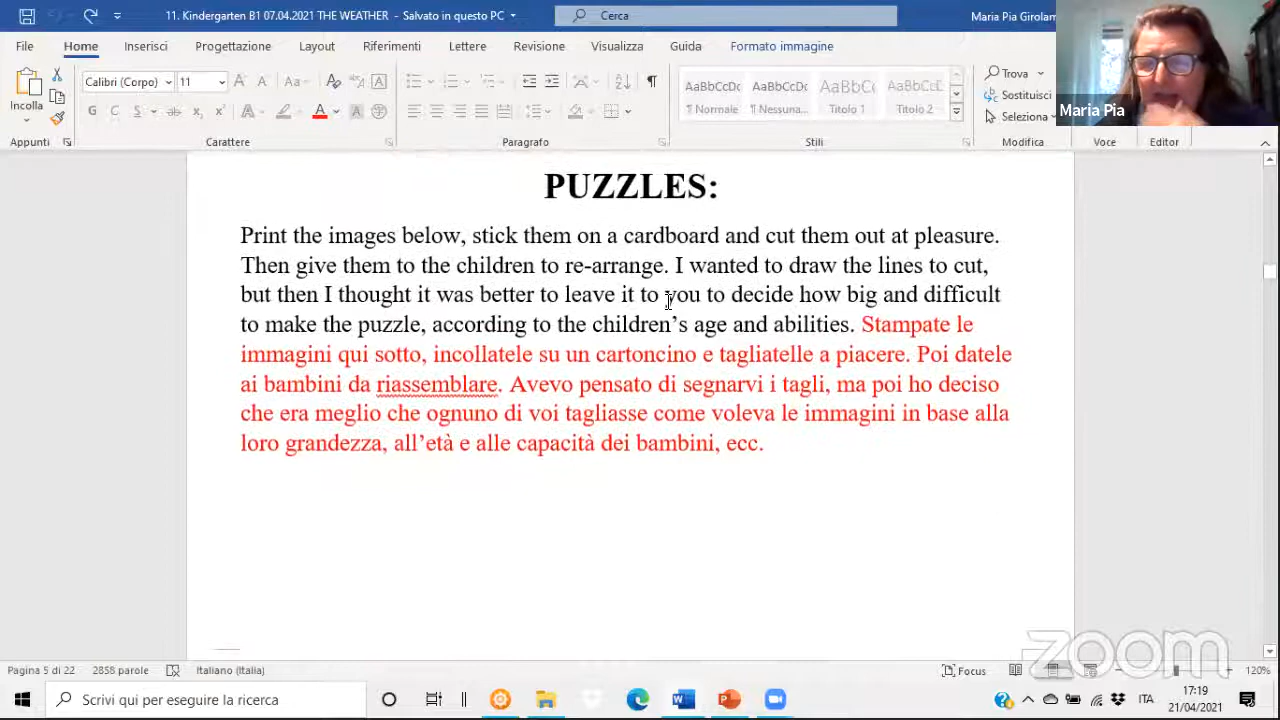 11. Kindergarten B1 07.04.2021 THE WEATHER - Salvato in questo PC
Cerca
Maria Pia Girolam
File Home Inserisci Progettazione Layout Riferimenti Lettere Revisione Visualizza Guida Formato immagine
Incolla
Calibri (Corpo) 11
G C S ab
AaBbCcDc AaBbCcDc AaBbC AaBbCcD
¶ Normale ¶ Nessuna... Titolo 1 Titolo 2
Trova
Sostituisci
Seleziona
Maria Pia
Appunti Carattere Paragrafo Stili Modifica Voce Editor
PUZZLES:
Print the images below, stick them on a cardboard and cut them out at pleasure.
Then give them to the children to re-arrange. I wanted to draw the lines to cut,
but then I thought it was better to leave it to you to decide how big and difficult
to make the puzzle, according to the children’s age and abilities. Stampate le
immagini qui sotto, incollatele su un cartoncino e tagliatelle a piacere. Poi datele
ai bambini da riassemblare. Avevo pensato di segnarvi i tagli, ma poi ho deciso
che era meglio che ognuno di voi tagliasse come voleva le immagini in base alla
loro grandezza, all’età e alle capacità dei bambini, ecc.
zoom
Pagina 5 di 22 2858 parole Italiano (Italia) Focus 120%
Scrivi qui per eseguire la ricerca
ITA
17:19
21/04/2021